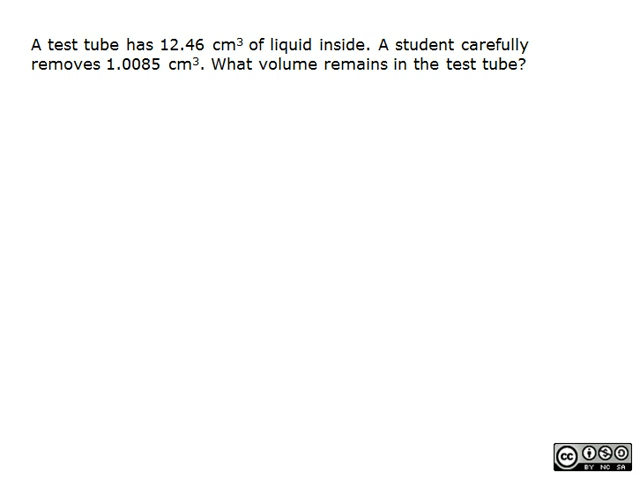 A test tube has 12.46 cm³ of liquid inside. A student carefully
removes 1.0085 cm³. What volume remains in the test tube?
cc
BY NC SA